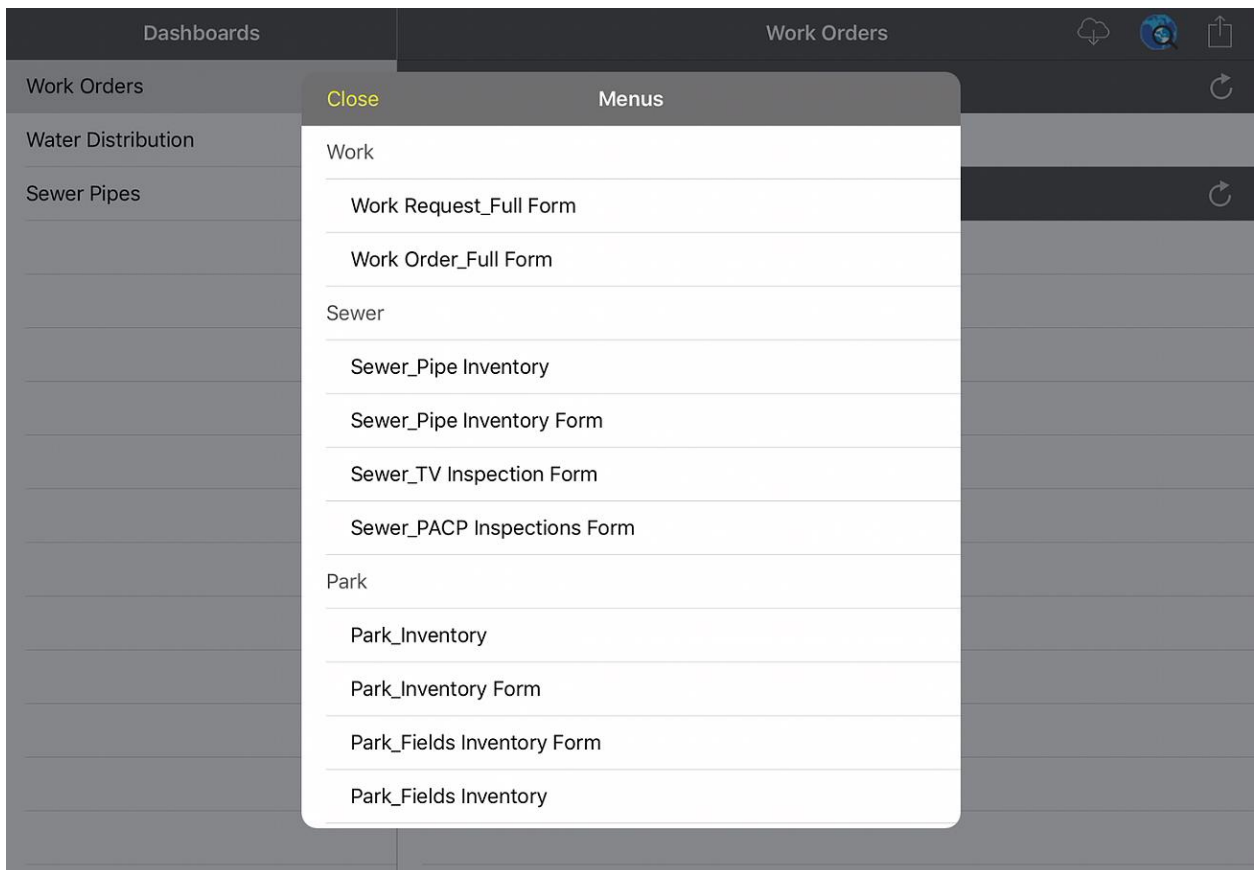 Dashboards
Work Orders
Work Orders
Water Distribution
Sewer Pipes
Close
Menus
Work
Work Request_Full Form
Work Order_Full Form
Sewer
Sewer_Pipe Inventory
Sewer_Pipe Inventory Form
Sewer_TV Inspection Form
Sewer_PACP Inspections Form
Park
Park_Inventory
Park_Inventory Form
Park_Fields Inventory Form
Park_Fields Inventory